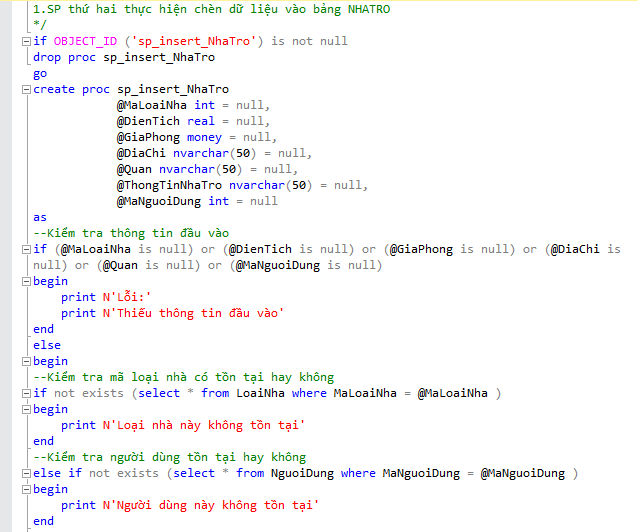 1.SP thứ hai thực hiện chèn dữ liệu vào bảng NHATRO
*/
if OBJECT_ID ('sp_insert_NhaTro') is not null
drop proc sp_insert_NhaTro
go
create proc sp_insert_NhaTro
@MaLoaiNha int = null,
@DienTich real = null,
@GiaPhong money = null,
@DiaChi nvarchar(50) = null,
@Quan nvarchar(50) = null,
@ThongTinNhaTro nvarchar(50) = null,
@MaNguoiDung int = null
as
--Kiểm tra thông tin đầu vào
if (@MaLoaiNha is null) or (@DienTich is null) or (@GiaPhong is null) or (@DiaChi is
null) or (@Quan is null) or (@MaNguoiDung is null)
begin
print N'Lỗi:'
print N'Thiếu thông tin đầu vào'
end
else
begin
--Kiểm tra mã loại nhà có tồn tại hay không
if not exists (select * from LoaiNha where MaLoaiNha = @MaLoaiNha )
begin
print N'Loại nhà này không tồn tại'
end
--Kiểm tra người dùng tồn tại hay không
else if not exists (select * from NguoiDung where MaNguoiDung = @MaNguoiDung )
begin
print N'Người dùng này không tồn tại'
end